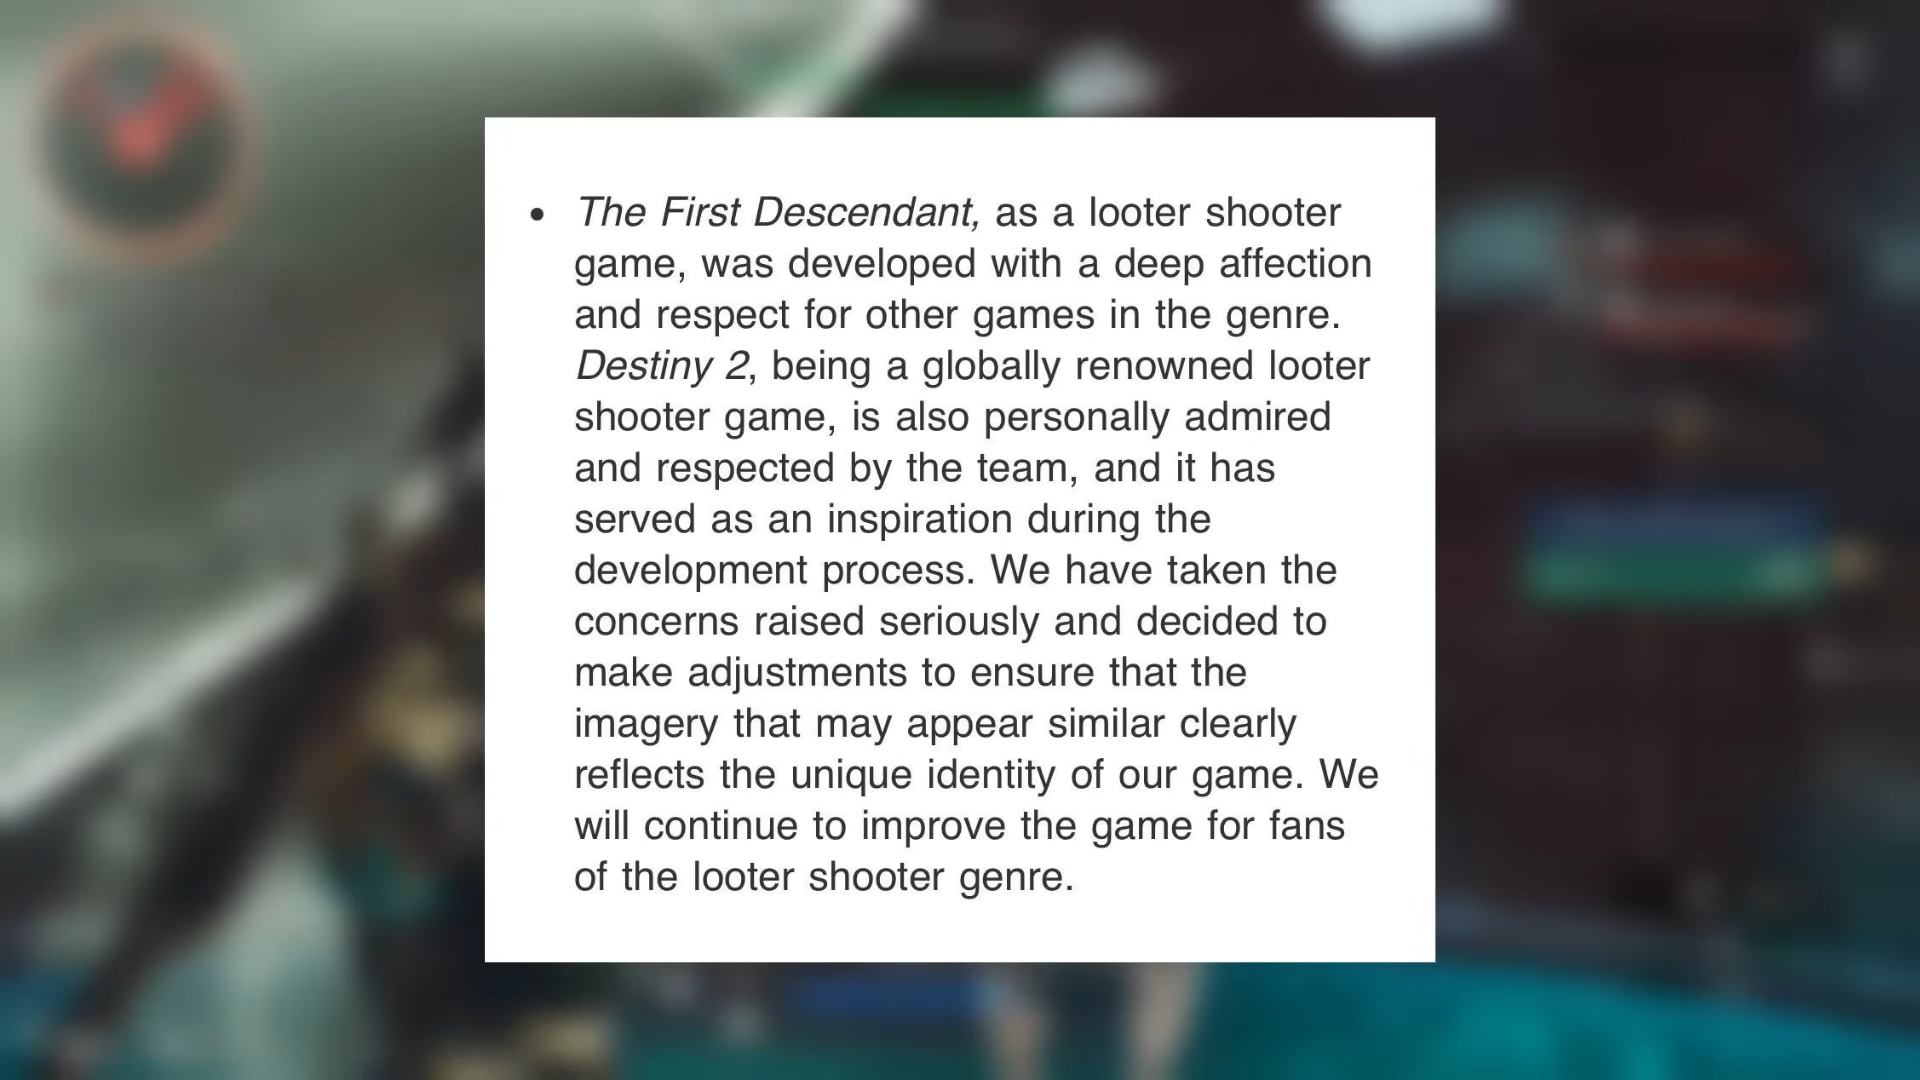 • The First Descendant, as a looter shooter
game, was developed with a deep affection
and respect for other games in the genre.
Destiny 2, being a globally renowned looter
shooter game, is also personally admired
and respected by the team, and it has
served as an inspiration during the
development process. We have taken the
concerns raised seriously and decided to
make adjustments to ensure that the
imagery that may appear similar clearly
reflects the unique identity of our game. We
will continue to improve the game for fans
of the looter shooter genre.